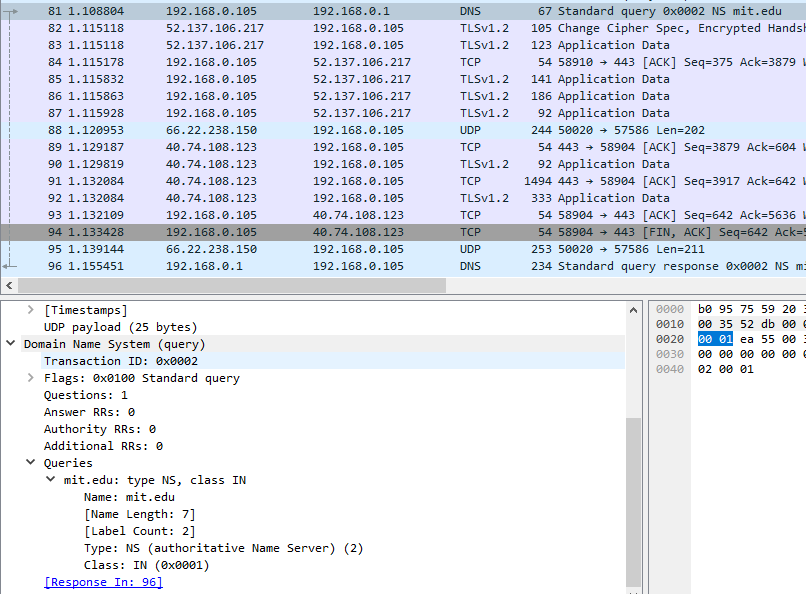 81 1.108804 192.168.0.105 192.168.0.1 DNS 67 Standard query 0x0002 NS mit.edu
82 1.115118 52.137.106.217 192.168.0.105 TLSv1.2 105 Change Cipher Spec, Encrypted Handsh
83 1.115118 52.137.106.217 192.168.0.105 TLSv1.2 123 Application Data
84 1.115178 192.168.0.105 52.137.106.217 TCP 54 58910 → 443 [ACK] Seq=375 Ack=3879 W
85 1.115832 192.168.0.105 52.137.106.217 TLSv1.2 141 Application Data
86 1.115863 192.168.0.105 52.137.106.217 TLSv1.2 186 Application Data
87 1.115928 192.168.0.105 52.137.106.217 TLSv1.2 92 Application Data
88 1.120953 66.22.238.150 192.168.0.105 UDP 244 50020 → 57586 Len=202
89 1.129187 40.74.108.123 192.168.0.105 TCP 54 443 → 58904 [ACK] Seq=3879 Ack=604 W
90 1.129819 40.74.108.123 192.168.0.105 TLSv1.2 92 Application Data
91 1.132084 40.74.108.123 192.168.0.105 TCP 1494 443 → 58904 [ACK] Seq=3917 Ack=642 W
92 1.132084 40.74.108.123 192.168.0.105 TLSv1.2 333 Application Data
93 1.132109 192.168.0.105 40.74.108.123 TCP 54 58904 → 443 [ACK] Seq=642 Ack=5636 W
94 1.133428 192.168.0.105 40.74.108.123 TCP 54 58904 → 443 [FIN, ACK] Seq=642 Ack=5
95 1.139144 66.22.238.150 192.168.0.105 UDP 253 50020 → 57586 Len=211
96 1.155451 192.168.0.1 192.168.0.105 DNS 234 Standard query response 0x0002 NS mi
[Timestamps]
UDP payload (25 bytes)
Domain Name System (query)
Transaction ID: 0x0002
Flags: 0x0100 Standard query
Questions: 1
Answer RRs: 0
Authority RRs: 0
Additional RRs: 0
Queries
mit.edu: type NS, class IN
Name: mit.edu
[Name Length: 7]
[Label Count: 2]
Type: NS (authoritative Name Server) (2)
Class: IN (0x0001)
[Response In: 96]
0000 b0 95 75 59 20
0010 00 35 52 db 00
0020 00 01 ea 55 00
0030 00 00 00 00 00
0040 02 00 01